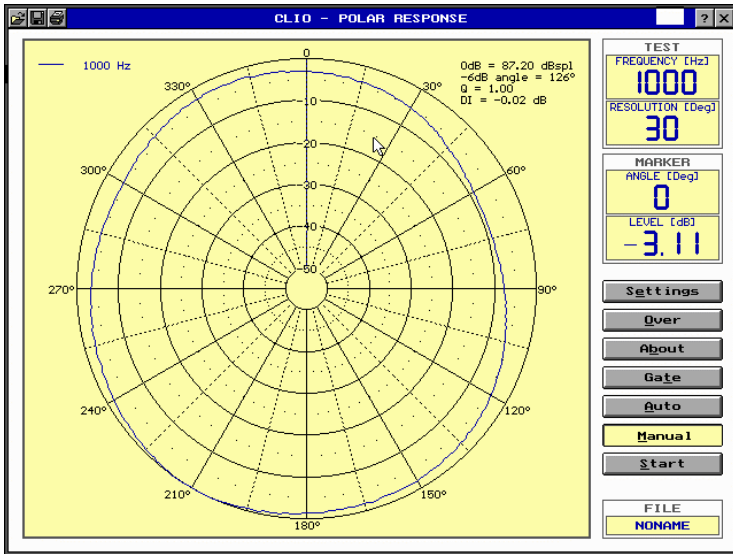 CLIO - POLAR RESPONSE
? ×
1000 Hz
0dB = 87.20 dBspl
-6dB angle = 126°
Q = 1.00
DI = -0.02 dB
0
330°
30°
-10
-20
300°
60°
-30
-40
-50
270°
90°
240°
120°
210°
150°
180°
TEST
FREQUENCY [Hz]
1000
RESOLUTION [Deg]
30
MARKER
ANGLE [Deg]
0
LEVEL [dB]
-3.11
Settings
Over
About
Gate
Auto
Manual
Start
FILE
NONAME